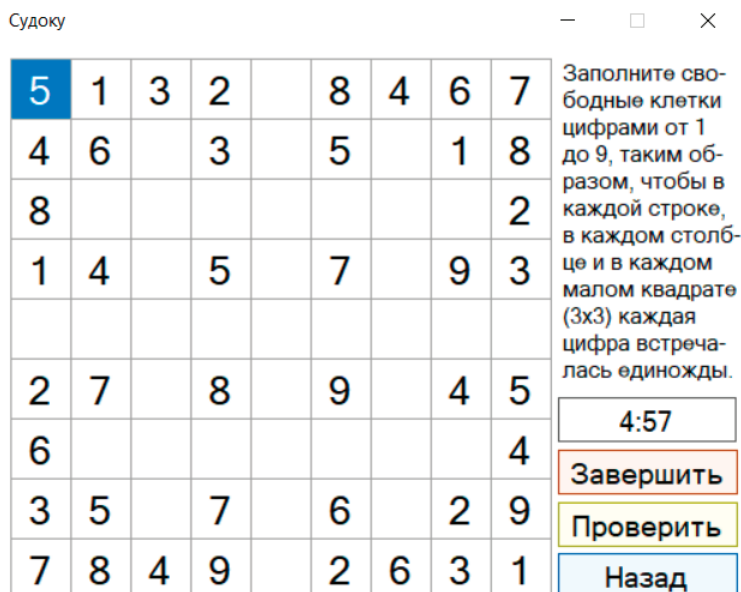 Судоку
5 1 3 2 8 4 6 7
4 6 3 5 1 8
8 2
1 4 5 7 9 3
2 7 8 9 4 5
6 4
3 5 7 6 2 9
7 8 4 9 2 6 3 1
Заполните сво-
бодные клетки
цифрами от 1
до 9, таким об-
разом, чтобы в
каждой строке,
в каждом столб-
це и в каждом
малом квадрате
(3х3) каждая
цифра встреча-
лась единожды.
4:57
Завершить
Проверить
Назад